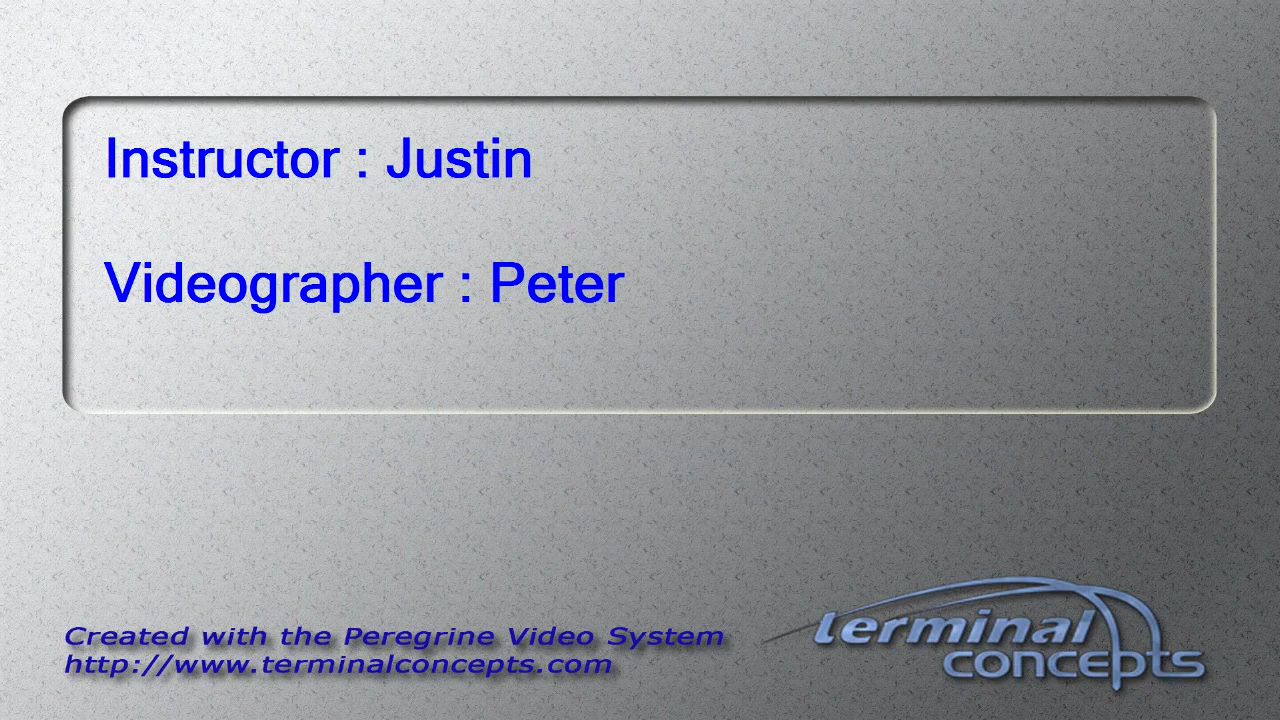 Instructor : Justin
Videographer : Peter
Created with the Peregrine Video System
http://www.terminalconcepts.com
terminal
concepts